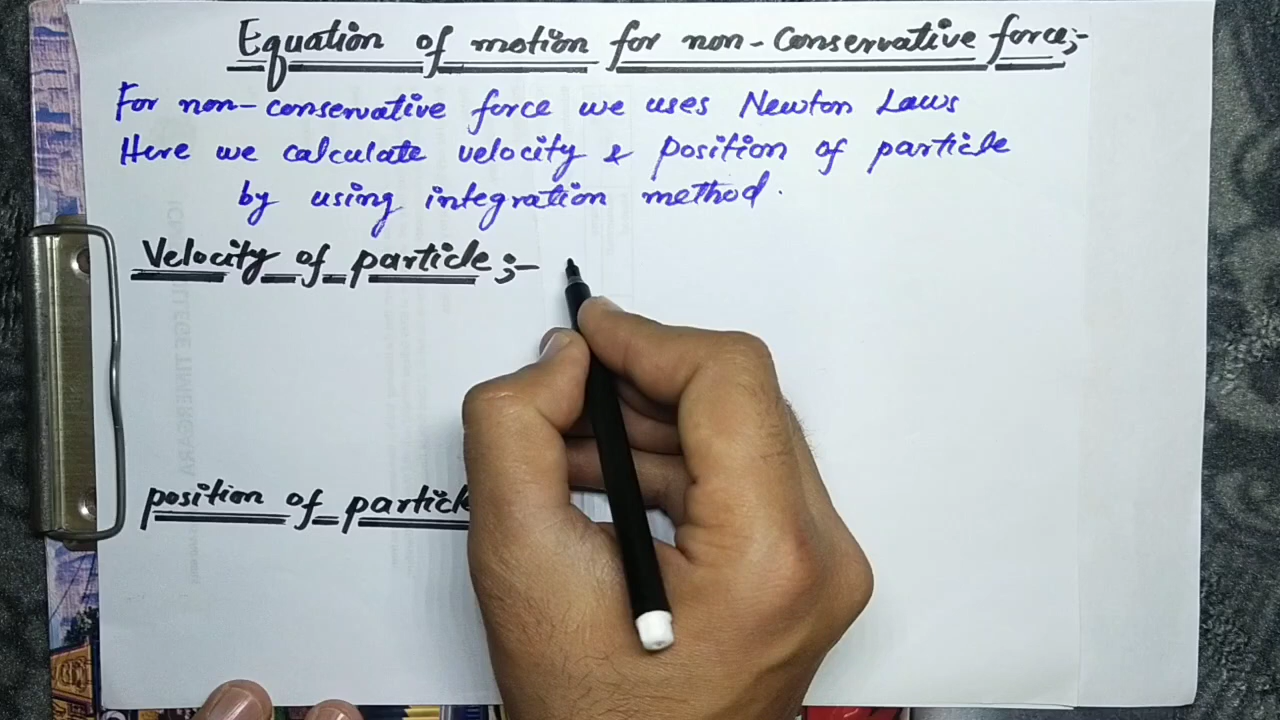 Equation of motion for non-Conservative force;-
For non-conservative force we uses Newton Laws
Here we calculate velocity & position of particle
by using integration method.
Velocity of particle;-
position of particle